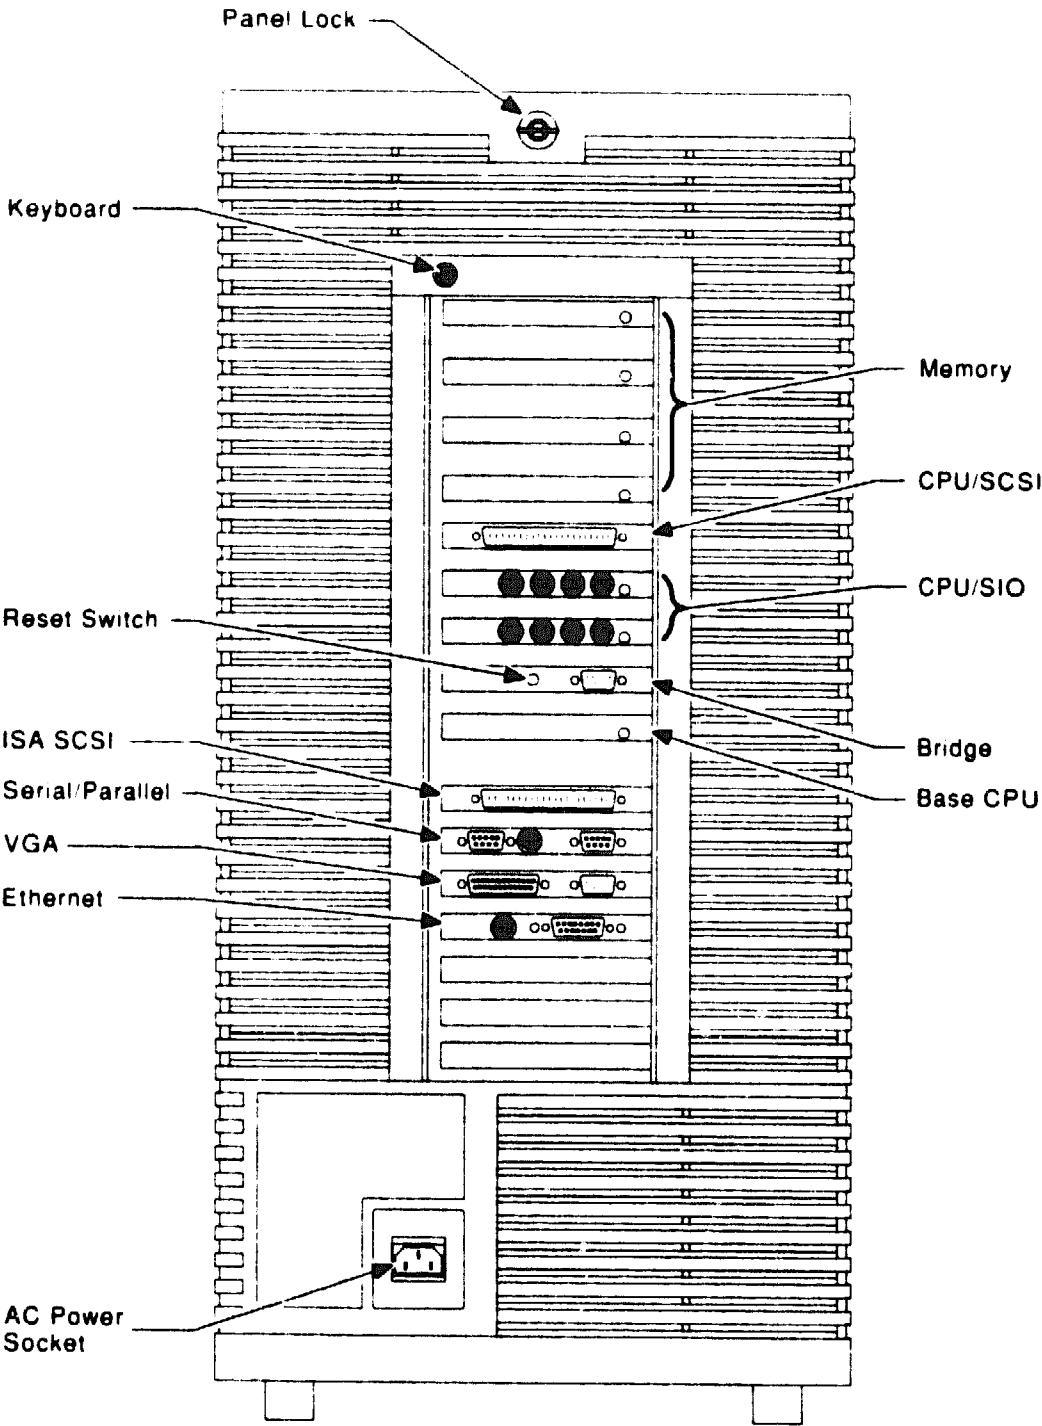 Panel Lock
Keyboard
Memory
CPU/SCSI
CPU/SIO
Reset Switch
ISA SCSI
Bridge
Serial/Parallel
Base CPU
VGA
Ethernet
AC Power
Socket